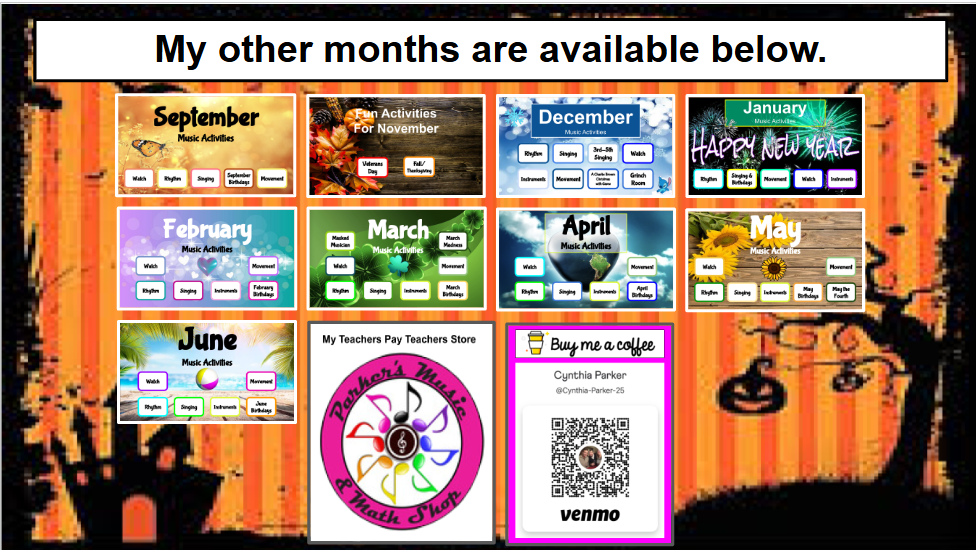 My other months are available below.
September
Music Activities
Watch
Rhythm
Singing
September
Birthdays
Movement
Fun Activities
For November
Veterans
Day
Fall/
Thanksgiving
December
Music Activities
Rhythm
Singing
3rd-5th
Singing
Watch
Instruments
Movement
A Charlie Brown
Christmas
with Game
Grinch
Room
January
Music Activities
HAPPY NEW YEAR
Rhythm
Singing &
Birthdays
Movement
Watch
Instruments
February
Music Activities
Watch
Movement
Rhythm
Singing
Instruments
February
Birthdays
March
Music Activities
Masked
Musician
March
Madness
Watch
Movement
Rhythm
Singing
Instruments
March
Birthdays
April
Music Activities
Watch
Movement
Rhythm
Singing
Instruments
April
Birthdays
May
Music Activities
Watch
Movement
Rhythm
Singing
Instruments
May
Birthdays
May the
Fourth
June
Music Activities
Watch
Movement
Rhythm
Singing
Instruments
June
Birthdays
My Teachers Pay Teachers Store
Parker's Music
& Math Shop
Buy me a coffee
Cynthia Parker
@Cynthia-Parker-25
venmo